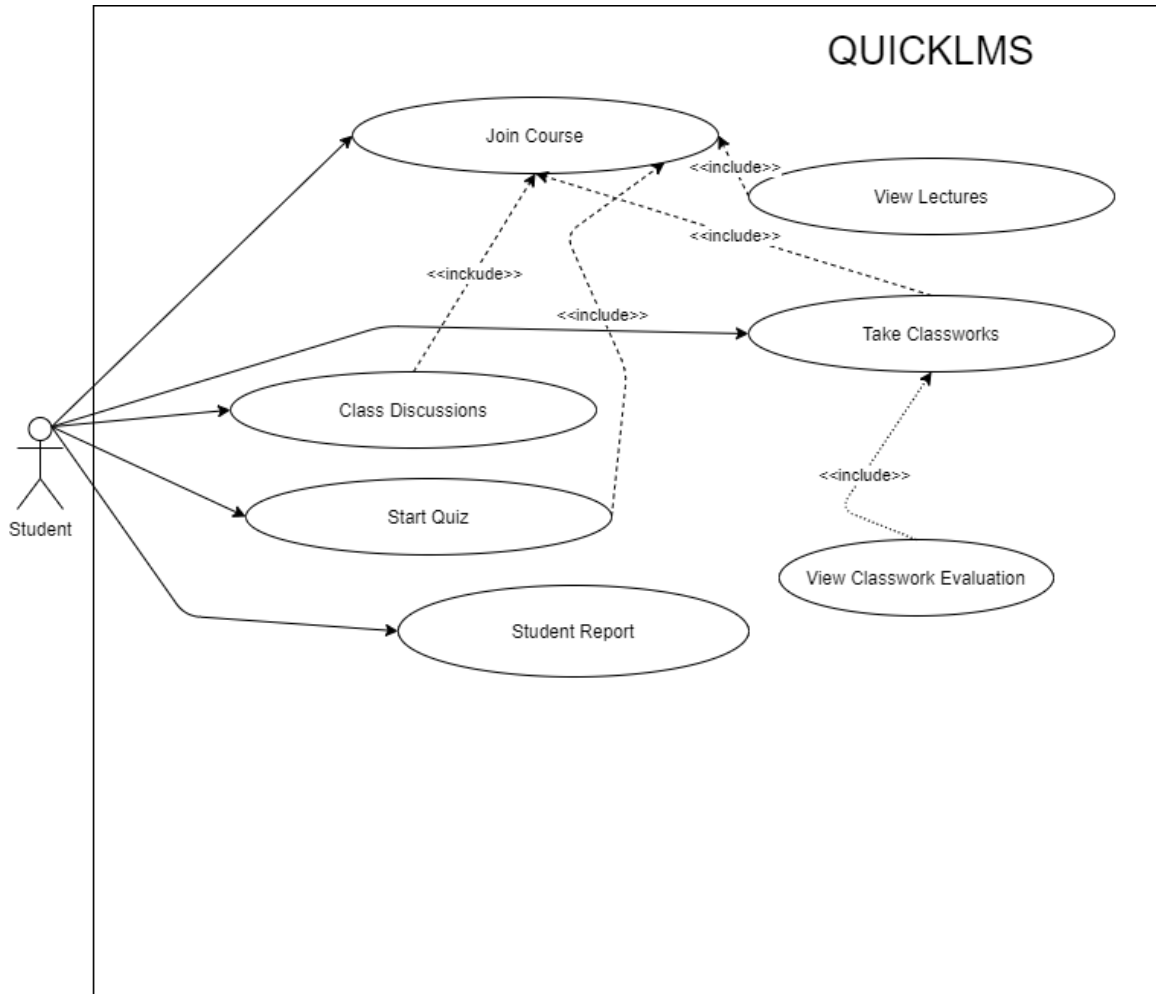 QUICKLMS
Join Course
<<include>>
View Lectures
<<include>>
<<inckude>>
<<include>>
Take Classworks
Class Discussions
<<include>>
Start Quiz
Student
View Classwork Evaluation
Student Report